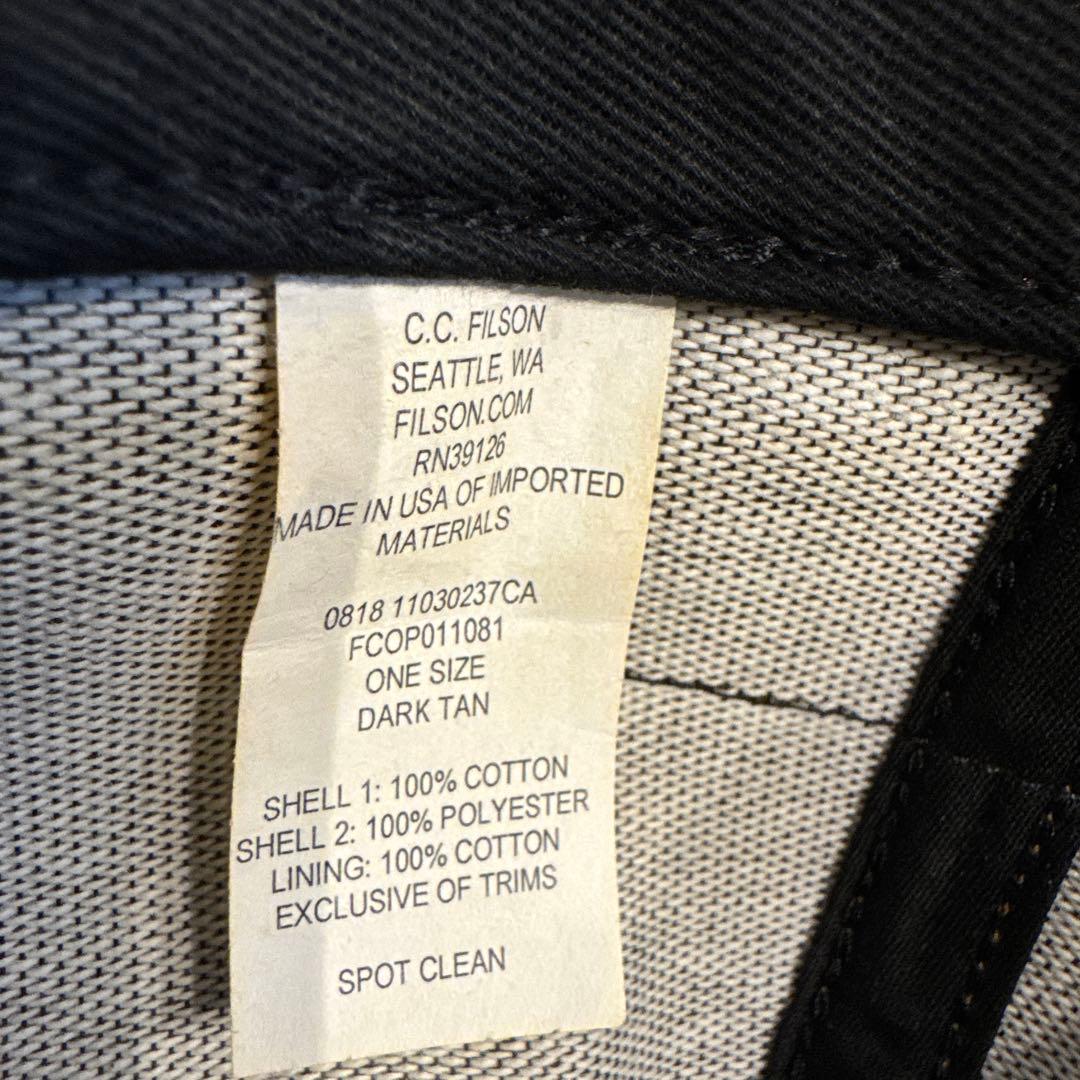 C.C. FILSON
SEATTLE, WA
FILSON.COM
RN39126
MADE IN USA OF IMPORTED
MATERIALS
0818 11030237CA
FCOP011081
ONE SIZE
DARK TAN
SHELL 1: 100% COTTON
SHELL 2: 100% POLYESTER
LINING: 100% COTTON
EXCLUSIVE OF TRIMS
SPOT CLEAN